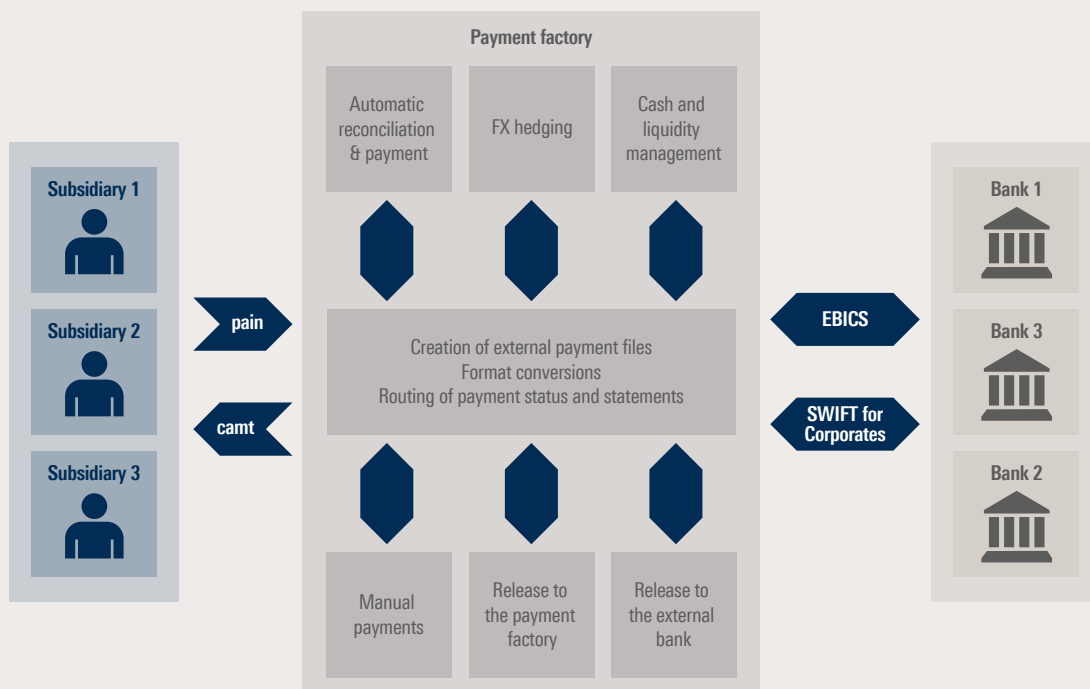 Payment factory
Automatic
reconciliation
& payment
FX hedging
Cash and
liquidity
management
Subsidiary 1
Subsidiary 2
Subsidiary 3
pain
camt
Creation of external payment files
Format conversions
Routing of payment status and statements
EBICS
SWIFT for
Corporates
Bank 1
Bank 3
Bank 2
Manual
payments
Release to
the payment
factory
Release to
the external
bank